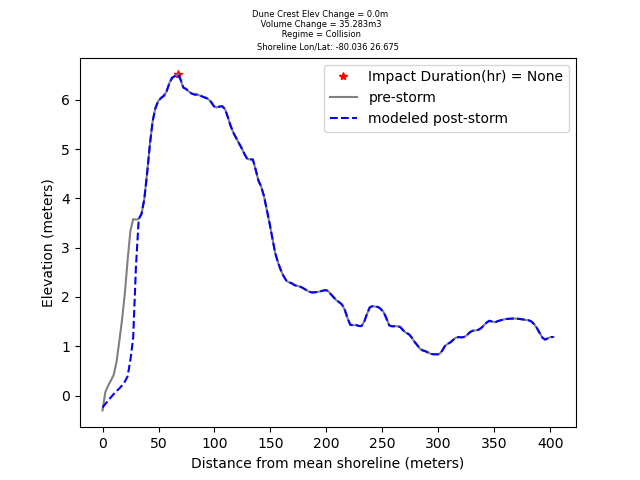 Dune Crest Elev Change = 0.0m
Volume Change = 35.283m3
Regime = Collision
Shoreline Lon/Lat: -80.036 26.675
Impact Duration(hr) = None
pre-storm
modeled post-storm
Elevation (meters)
6
5
4
3
2
1
0
0 50 100 150 200 250 300 350 400
Distance from mean shoreline (meters)